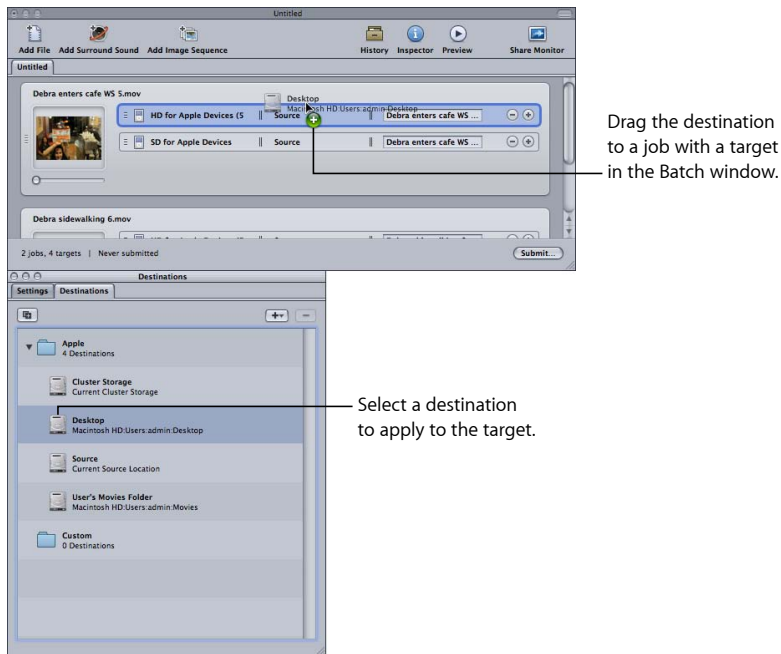 Untitled
Add File Add Surround Sound Add Image Sequence History Inspector Preview Share Monitor
Untitled
Debra enters cafe WS 5.mov
Desktop
Macintosh HD:Users:admin:Desktop
HD for Apple Devices (5 Source Debra enters cafe WS ...
SD for Apple Devices Source Debra enters cafe WS ...
Drag the destination
to a job with a target
in the Batch window.
Debra sidewalking 6.mov
2 jobs, 4 targets | Never submitted Submit...
Destinations
Settings Destinations
Apple
4 Destinations
Cluster Storage
Current Cluster Storage
Desktop
Macintosh HD:Users:admin:Desktop
Select a destination
to apply to the target.
Source
Current Source Location
User's Movies Folder
Macintosh HD:Users:admin:Movies
Custom
0 Destinations